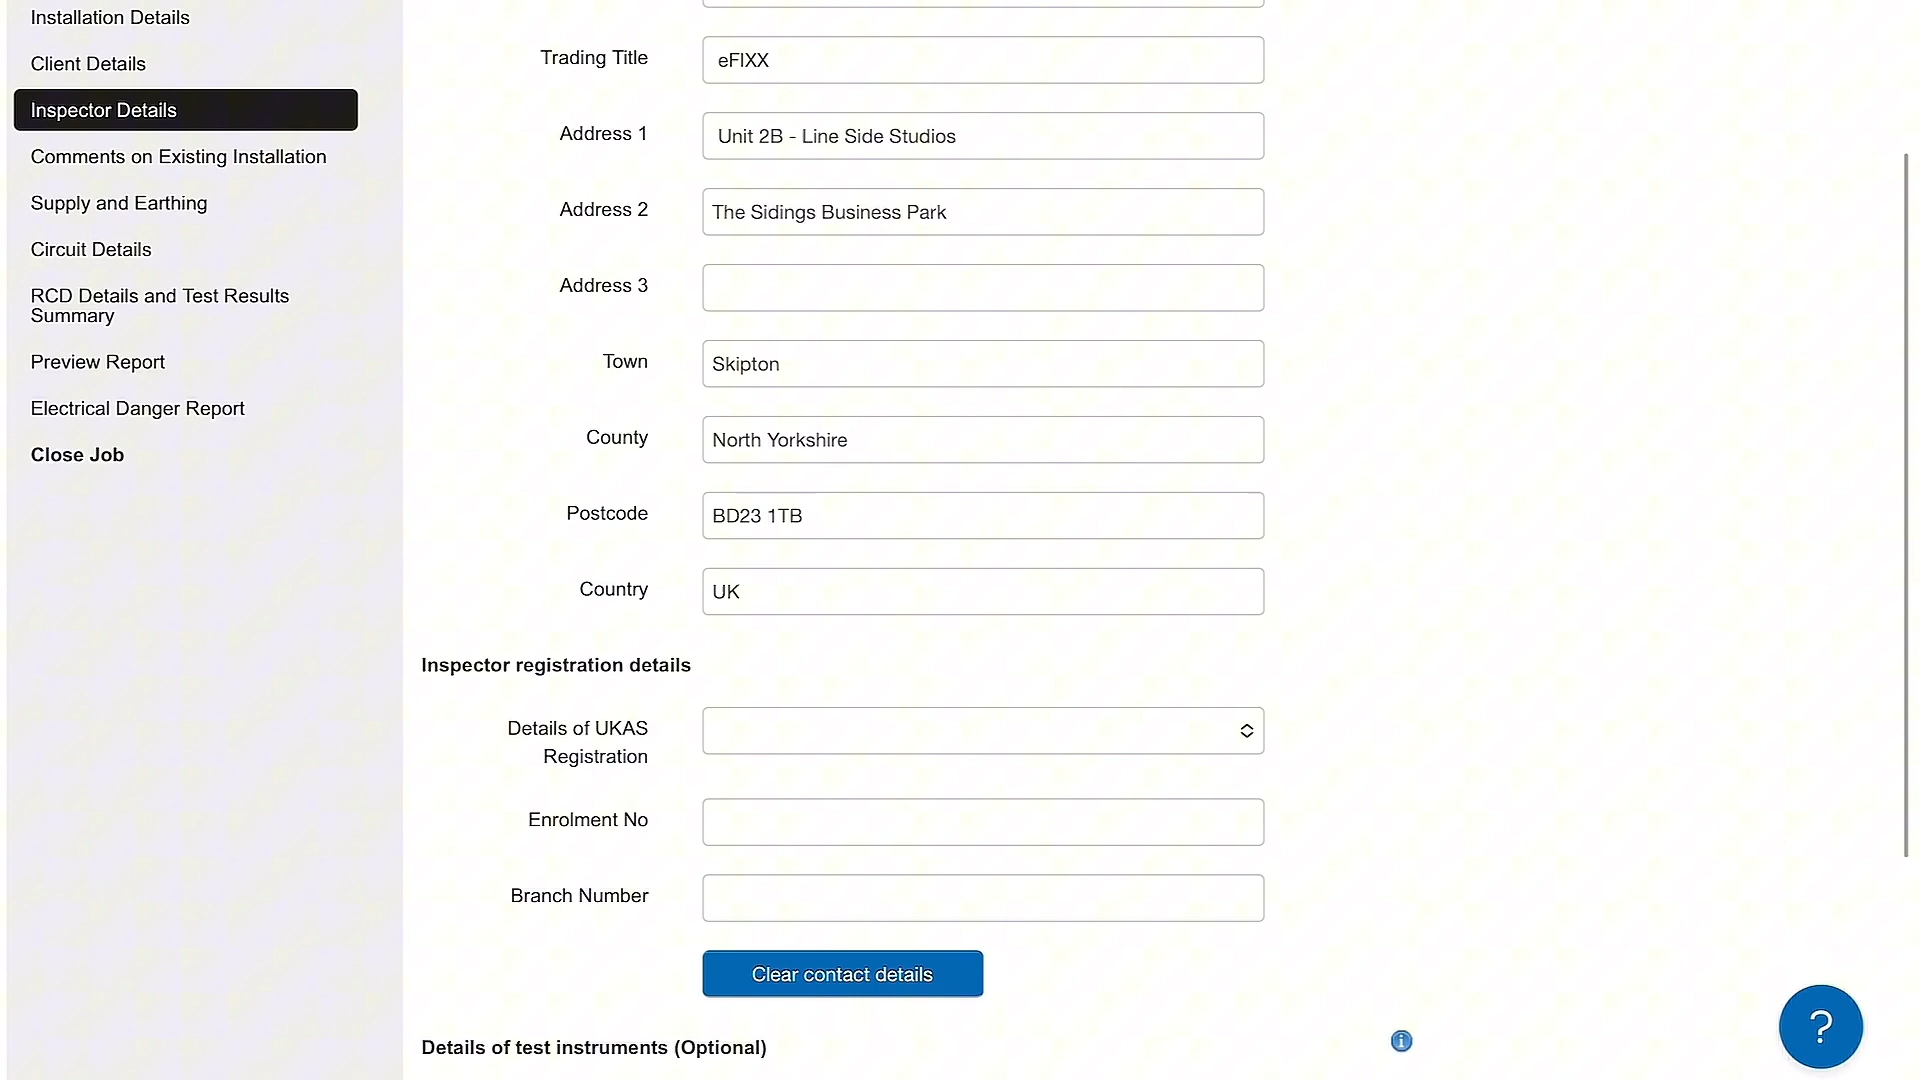 Installation Details
Client Details
Inspector Details
Comments on Existing Installation
Supply and Earthing
Circuit Details
RCD Details and Test Results
Summary
Preview Report
Electrical Danger Report
Close Job
Trading Title
eFIXX
Address 1
Unit 2B - Line Side Studios
Address 2
The Sidings Business Park
Address 3
Town
Skipton
County
North Yorkshire
Postcode
BD23 1TB
Country
UK
Inspector registration details
Details of UKAS
Registration
Enrolment No
Branch Number
Clear contact details
Details of test instruments (Optional)
i
?